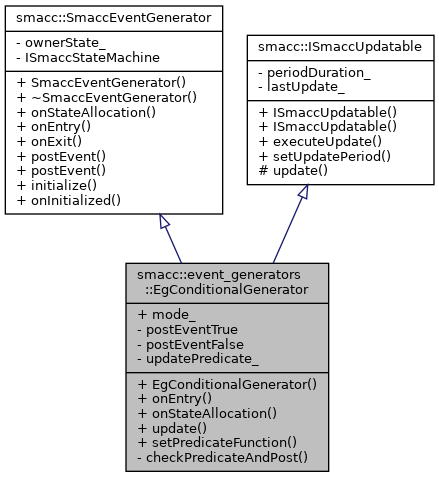 smacc::SmaccEventGenerator
- ownerState_
- ISmaccStateMachine
+ SmaccEventGenerator()
+ ~SmaccEventGenerator()
+ onStateAllocation()
+ onEntry()
+ onExit()
+ postEvent()
+ postEvent()
+ initialize()
+ onInitialized()
smacc::ISmaccUpdatable
- periodDuration_
- lastUpdate_
+ ISmaccUpdatable()
+ ISmaccUpdatable()
+ executeUpdate()
+ setUpdatePeriod()
# update()
smacc::event_generators
::EgConditionalGenerator
+ mode_
- postEventTrue
- postEventFalse
- updatePredicate_
+ EgConditionalGenerator()
+ onEntry()
+ onStateAllocation()
+ update()
+ setPredicateFunction()
- checkPredicateAndPost()